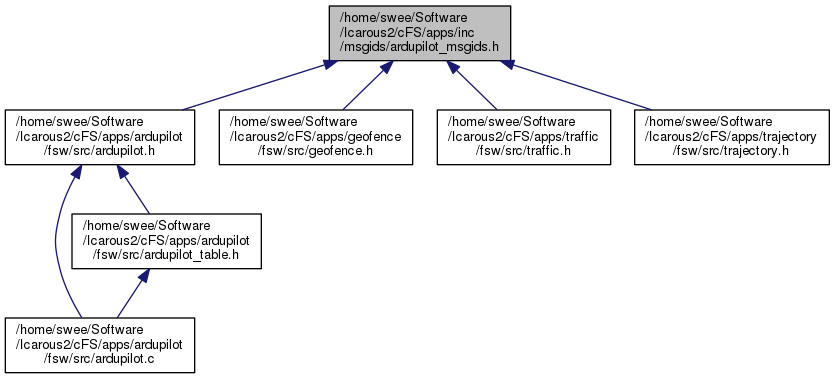 /home/swee/Software
/Icarous2/cFS/apps/inc
/msgids/ardupilot_msgids.h
/home/swee/Software
/Icarous2/cFS/apps/ardupilot
/fsw/src/ardupilot.h
/home/swee/Software
/Icarous2/cFS/apps/geofence
/fsw/src/geofence.h
/home/swee/Software
/Icarous2/cFS/apps/traffic
/fsw/src/traffic.h
/home/swee/Software
/Icarous2/cFS/apps/trajectory
/fsw/src/trajectory.h
/home/swee/Software
/Icarous2/cFS/apps/ardupilot
/fsw/src/ardupilot_table.h
/home/swee/Software
/Icarous2/cFS/apps/ardupilot
/fsw/src/ardupilot.c